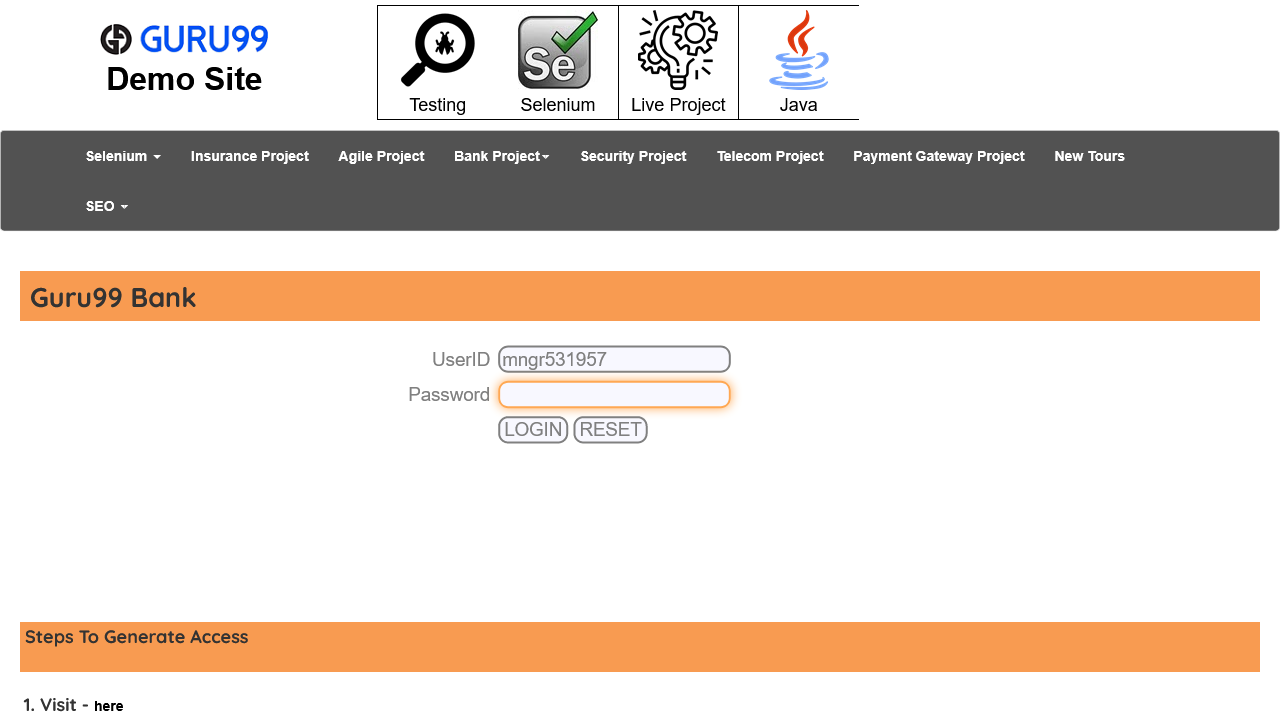 GURU99
Demo Site
Testing
Se
Selenium
Live Project
Java
Selenium
Insurance Project
Agile Project
Bank Project
Security Project
Telecom Project
Payment Gateway Project
New Tours
SEO
Guru99 Bank
UserID mngr531957
Password
LOGIN RESET
Steps To Generate Access
1. Visit - here